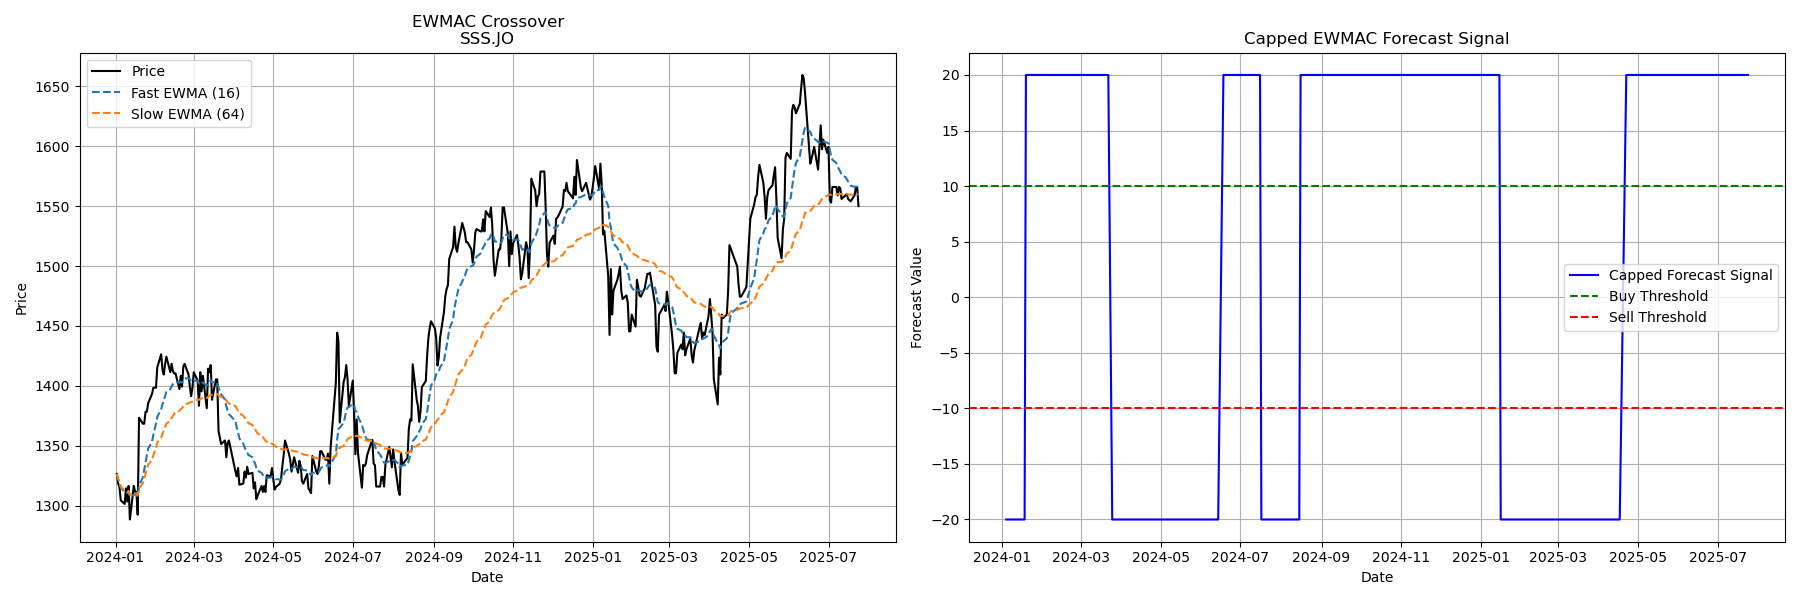 EWMAC Crossover
SSS.JO
Price
Fast EWMA (16)
Slow EWMA (64)
1650
1600
1550
1500
1450
1400
1350
1300
Price
2024-01
2024-03
2024-05
2024-07
2024-09
2024-11
2025-01
2025-03
2025-05
2025-07
Date
Capped EWMAC Forecast Signal
20
15
10
5
0
−5
−10
−15
−20
Forecast Value
Capped Forecast Signal
Buy Threshold
Sell Threshold
2024-01
2024-03
2024-05
2024-07
2024-09
2024-11
2025-01
2025-03
2025-05
2025-07
Date